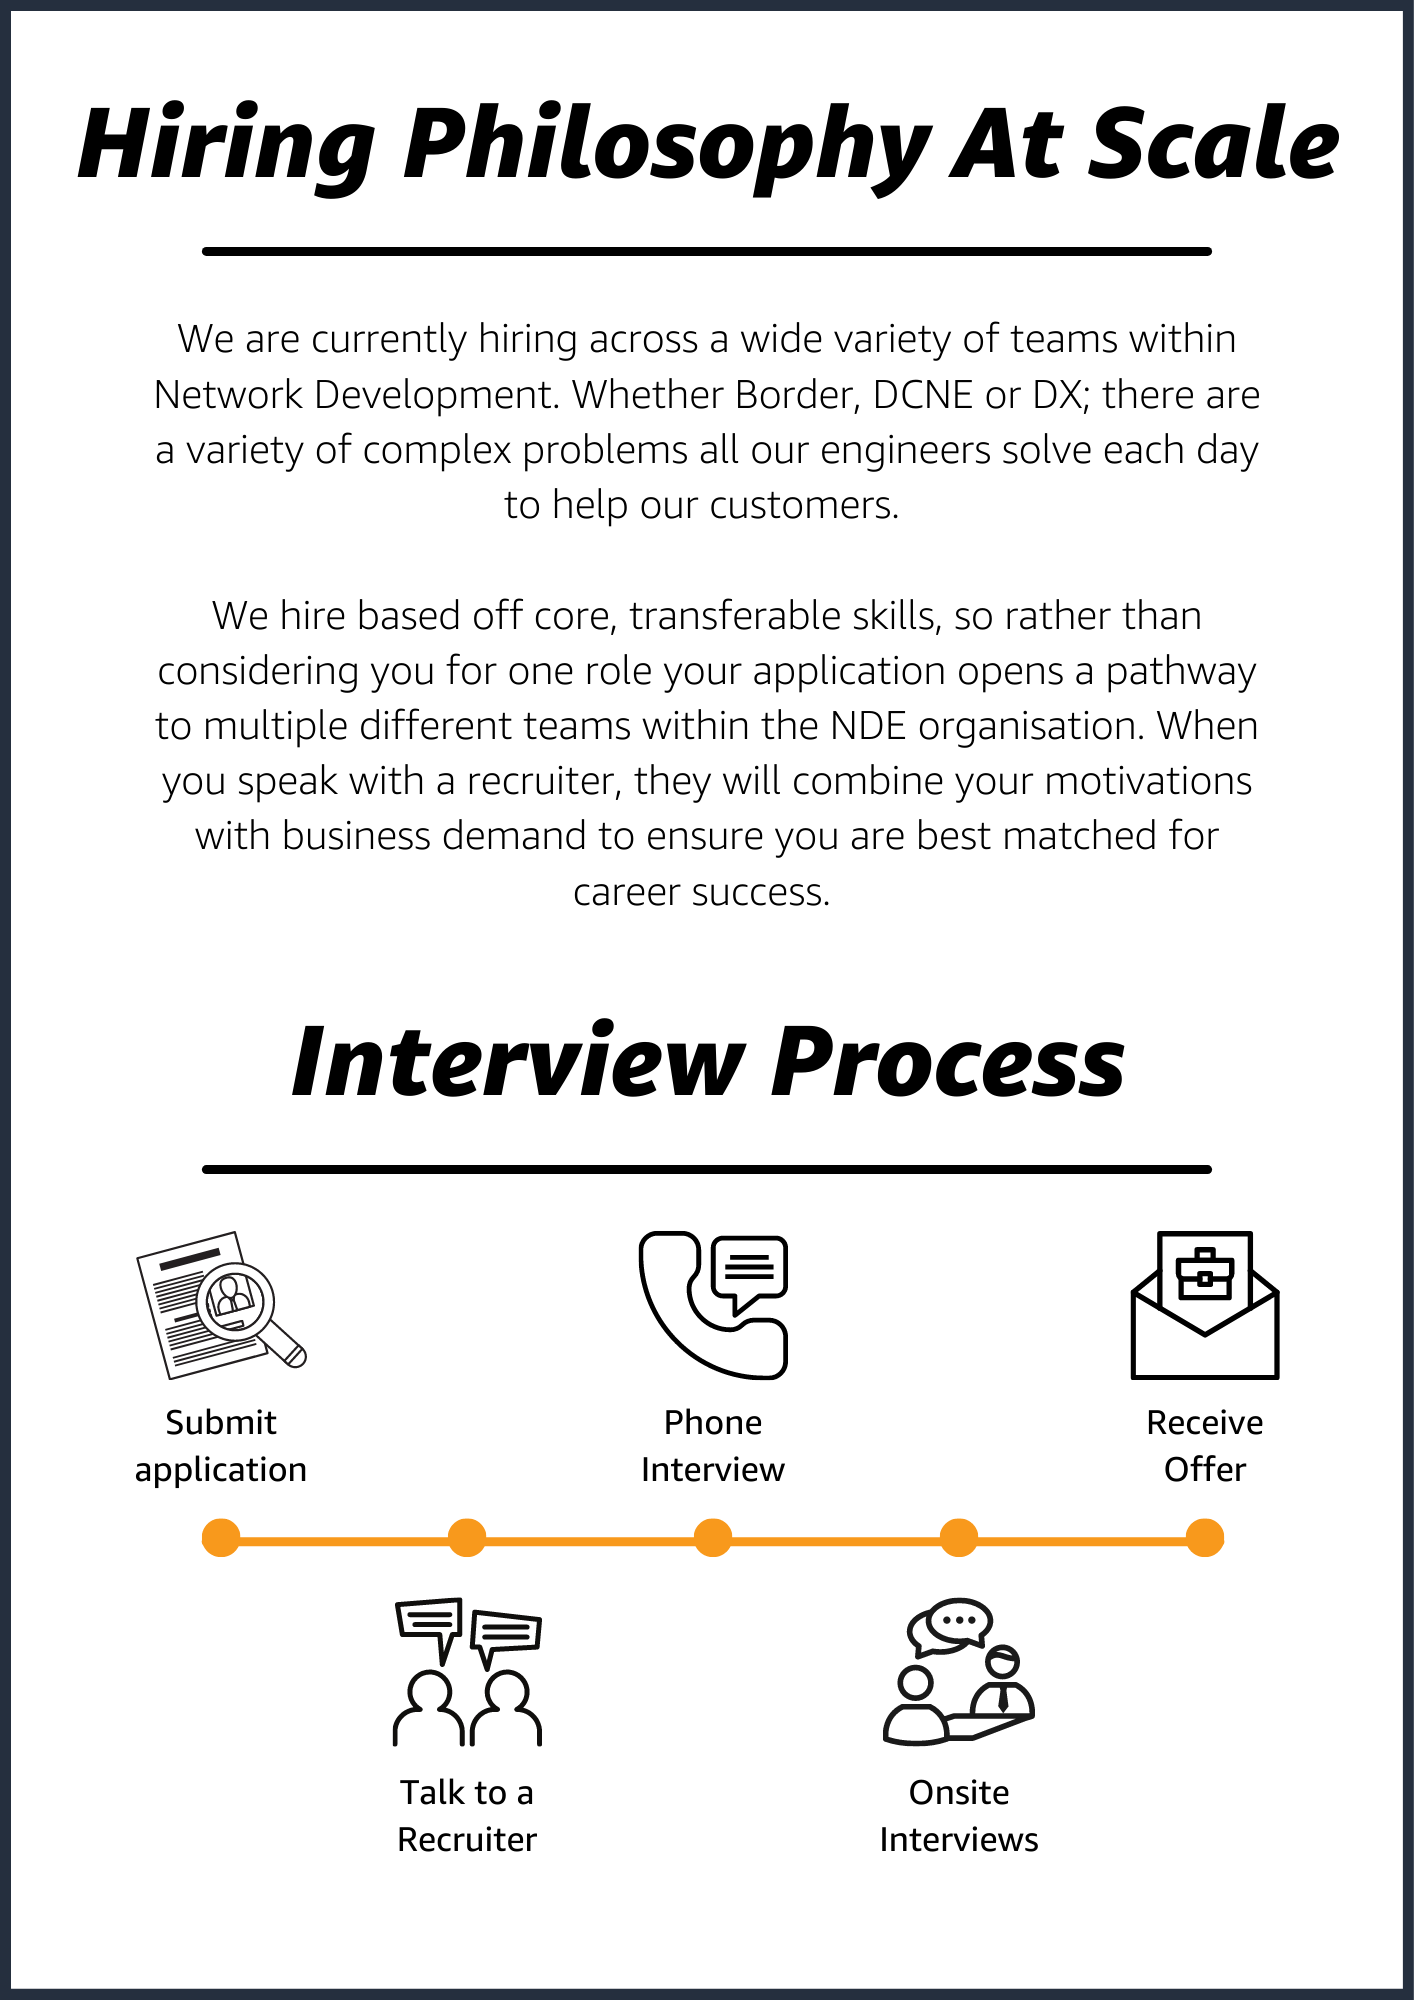 Hiring Philosophy At Scale
We are currently hiring across a wide variety of teams within
Network Development. Whether Border, DCNE or DX; there are
a variety of complex problems all our engineers solve each day
to help our customers.
We hire based off core, transferable skills, so rather than
considering you for one role your application opens a pathway
to multiple different teams within the NDE organisation. When
you speak with a recruiter, they will combine your motivations
with business demand to ensure you are best matched for
career success.
Interview Process
Submit
application
Talk to a
Recruiter
Phone
Interview
Onsite
Interviews
Receive
Offer